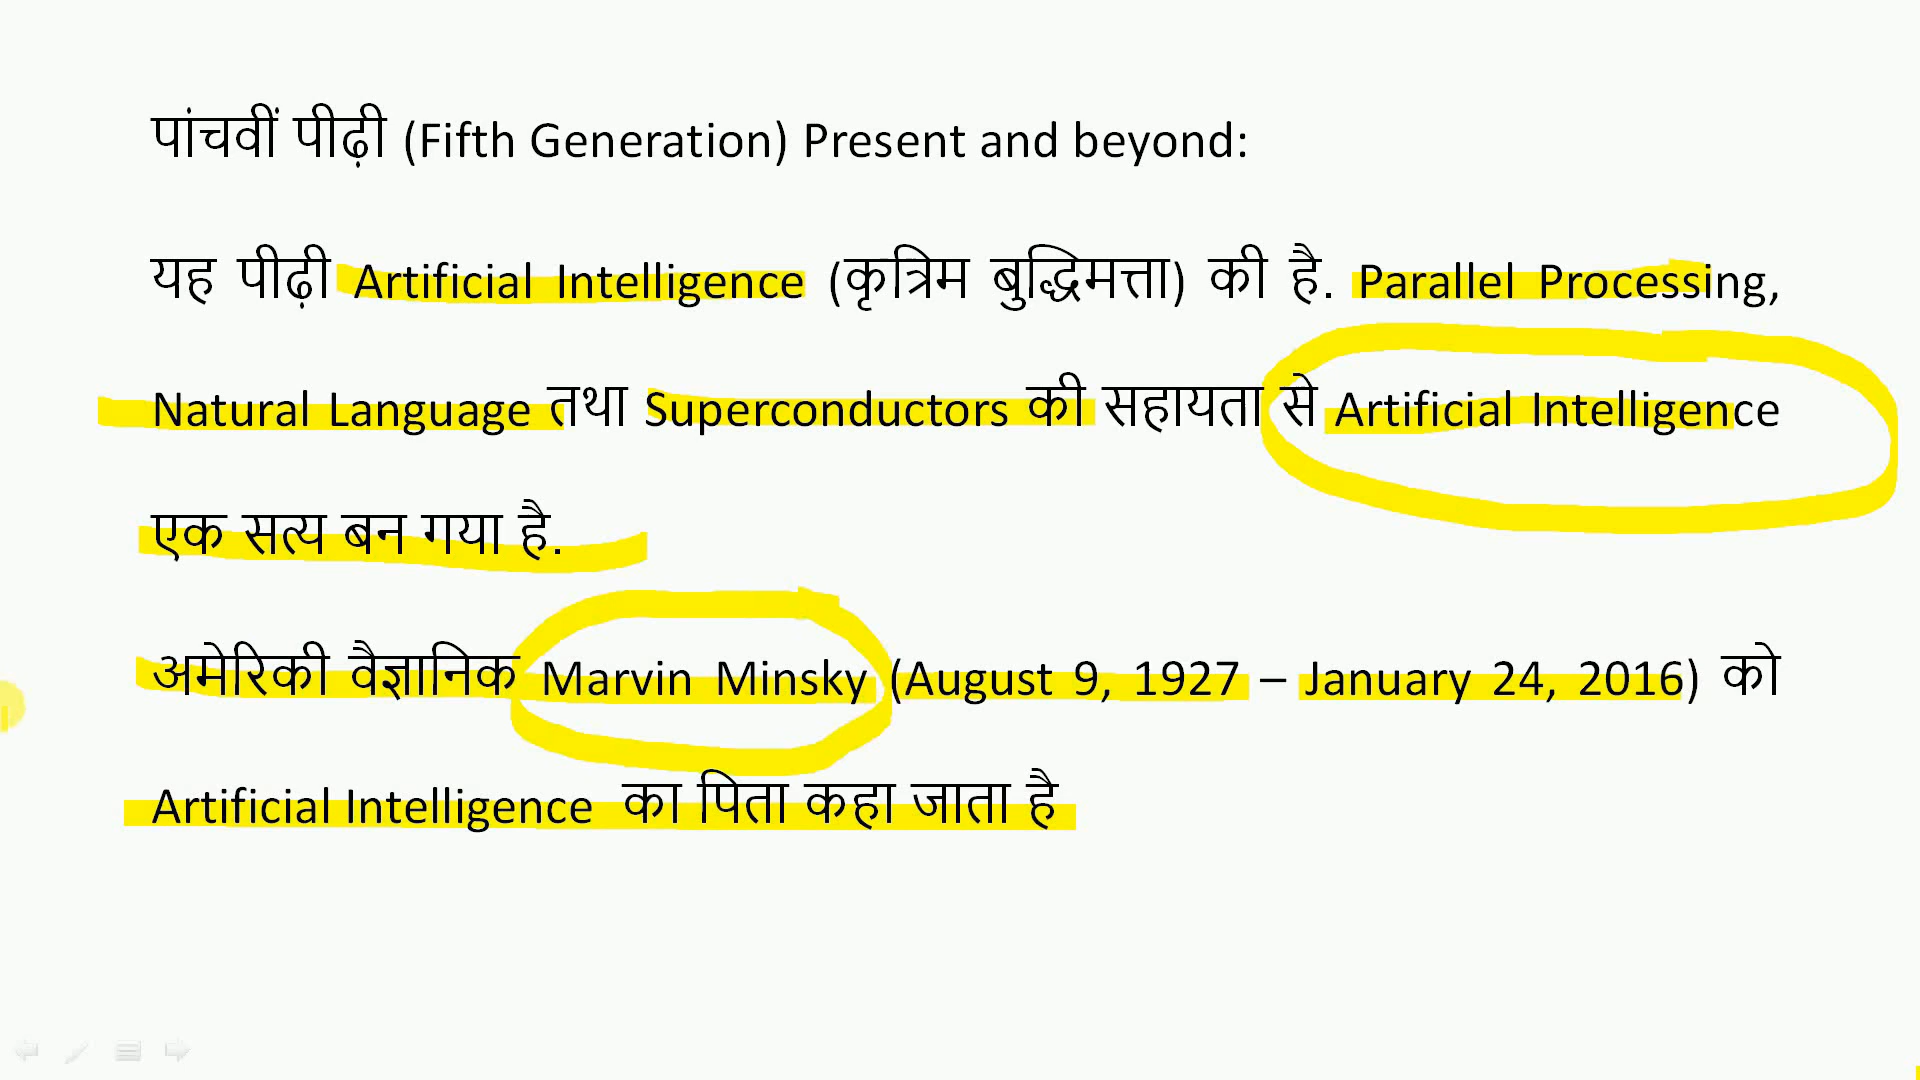 पांचवीं पीढ़ी (Fifth Generation) Present and beyond:
यह पीढ़ी Artificial Intelligence (कृत्रिम बुद्धिमत्ता) की है. Parallel Processing,
Natural Language तथा Superconductors की सहायता से Artificial Intelligence
एक सत्य बन गया है.
अमेरिकी वैज्ञानिक Marvin Minsky (August 9, 1927 – January 24, 2016) को
Artificial Intelligence का पिता कहा जाता है